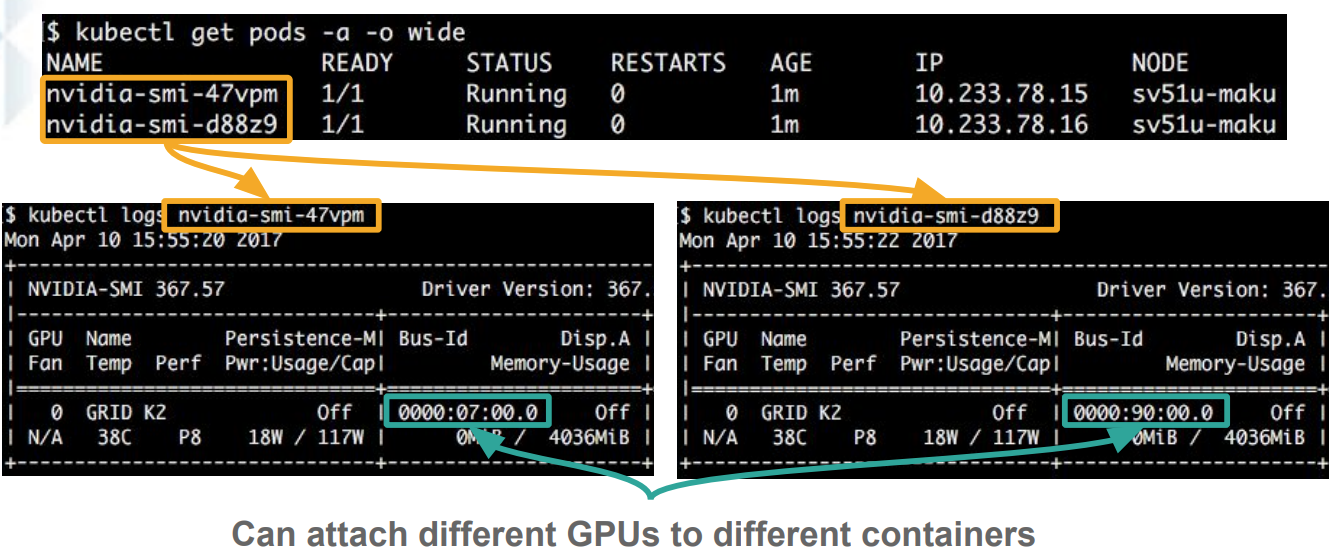 $ kubectl get pods -a -o wide
NAME READY STATUS RESTARTS AGE IP NODE
nvidia-smi-47vpm 1/1 Running 0 1m 10.233.78.15 sv51u-maku
nvidia-smi-d88z9 1/1 Running 0 1m 10.233.78.16 sv51u-maku
$ kubectl logs nvidia-smi-47vpm
Mon Apr 10 15:55:20 2017
+-----------------------------------------------------
| NVIDIA-SMI 367.57 Driver Version: 367.
|-------------------------------+----------------------+
| GPU Name Persistence-M| Bus-Id Disp.A |
| Fan Temp Perf Pwr:Usage/Cap| Memory-Usage |
|===============================+======================+
| 0 GRID K2 Off | 0000:07:00.0 Off |
| N/A 38C P8 18W / 117W | 0MiB / 4036MiB |
+-------------------------------+----------------------+
$ kubectl logs nvidia-smi-d88z9
Mon Apr 10 15:55:22 2017
+-----------------------------------------------------
| NVIDIA-SMI 367.57 Driver Version: 367.
|-------------------------------+----------------------+
| GPU Name Persistence-M| Bus-Id Disp.A |
| Fan Temp Perf Pwr:Usage/Cap| Memory-Usage |
|===============================+======================+
| 0 GRID K2 Off | 0000:90:00.0 Off |
| N/A 38C P8 18W / 117W | 0MiB / 4036MiB |
+-------------------------------+----------------------+
Can attach different GPUs to different containers